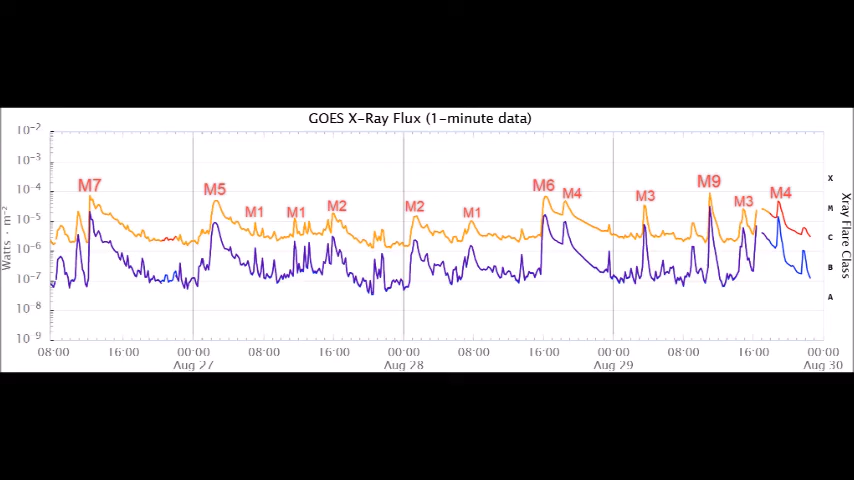 GOES X-Ray Flux (1-minute data)
10⁻²
10⁻³
10⁻⁴
10⁻⁵
10⁻⁶
10⁻⁷
10⁻⁸
10⁻⁹
Watts · m⁻²
M7
M5
M1
M1
M2
M2
M1
M6
M4
M3
M9
M3
M4
X
M
C
B
A
Xray Flare Class
08:00 16:00 00:00 08:00 16:00 00:00 08:00 16:00 00:00 08:00 16:00 00:00
Aug 27 Aug 28 Aug 29 Aug 30